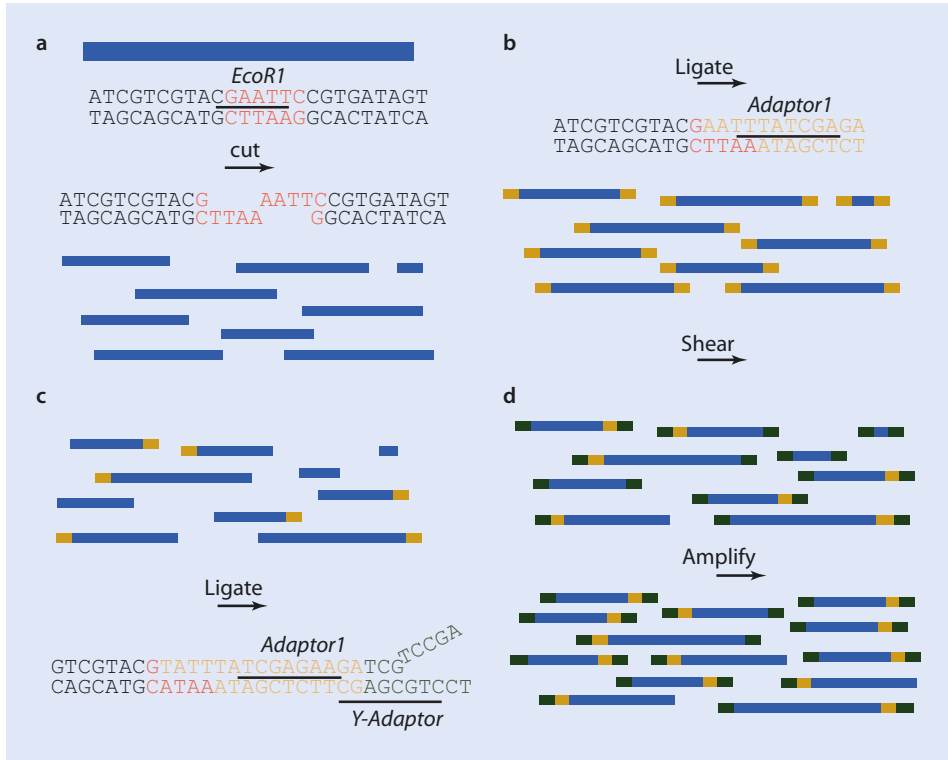 a
EcoR1
ATCGTCGTACGAATTCCGTGATAGT
TAGCAGCATGCTTAAGGCACTATCA
cut
ATCGTCGTACG AATTCCGTGATAGT
TAGCAGCATGCTTAA GGCACTATCA
b
Ligate
Adaptor1
ATCGTCGTACGAATTTATCGAGA
TAGCAGCATGCTTAAATAGCTCT
Shear
c
Ligate
Adaptor1
GTCGTACGTATTTATCGAGAAGATCGTCCGA
CAGCATGCATAAATAGCTCTTCGAGCGTCCT
Y-Adaptor
d
Amplify